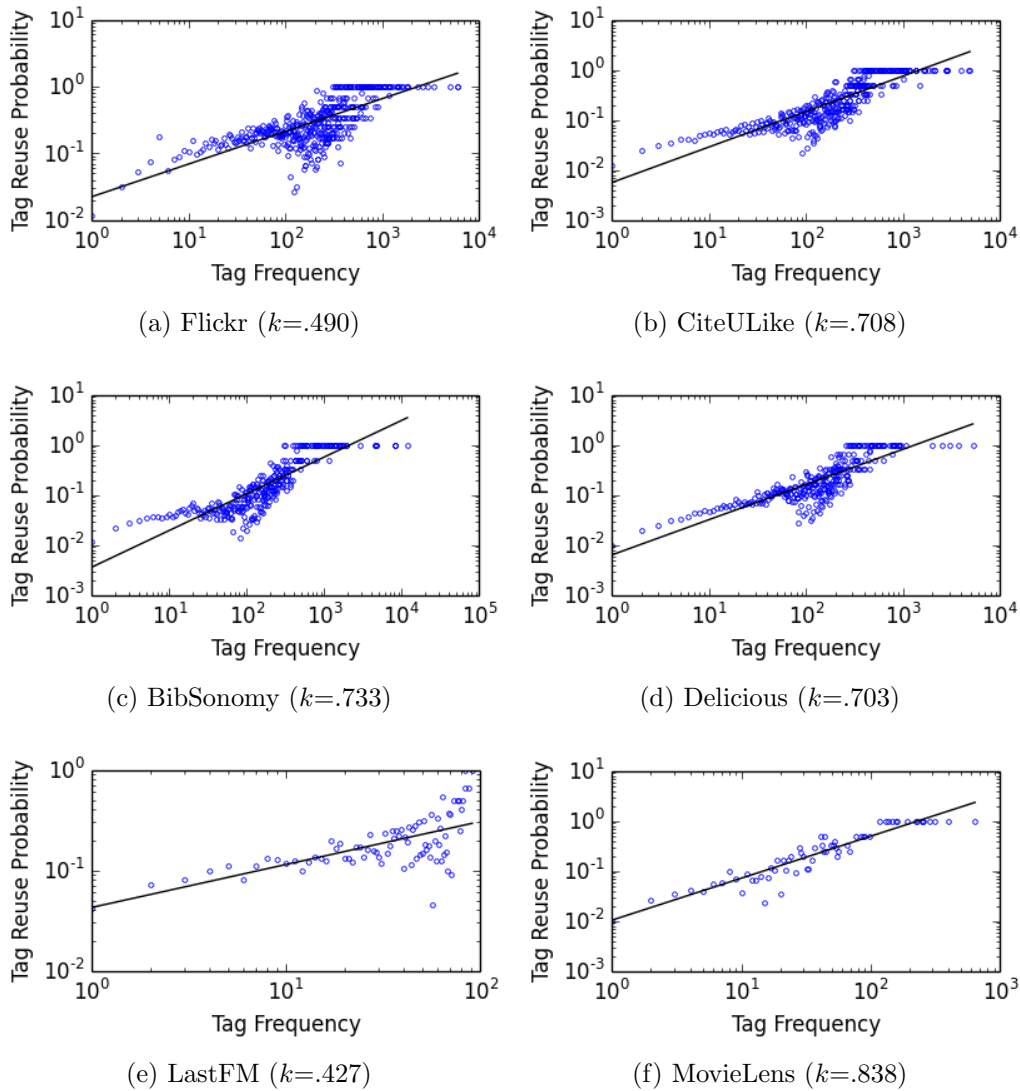 Tag Reuse Probability
10^1
10^0
10^-1
10^-2
10^0 10^1 10^2 10^3 10^4
Tag Frequency
(a) Flickr (k=.490)
Tag Reuse Probability
10^1
10^0
10^-1
10^-2
10^-3
10^0 10^1 10^2 10^3 10^4
Tag Frequency
(b) CiteULike (k=.708)
Tag Reuse Probability
10^1
10^0
10^-1
10^-2
10^-3
10^0 10^1 10^2 10^3 10^4 10^5
Tag Frequency
(c) BibSonomy (k=.733)
Tag Reuse Probability
10^1
10^0
10^-1
10^-2
10^-3
10^0 10^1 10^2 10^3 10^4
Tag Frequency
(d) Delicious (k=.703)
Tag Reuse Probability
10^0
10^-1
10^-2
10^0 10^1 10^2
Tag Frequency
(e) LastFM (k=.427)
Tag Reuse Probability
10^1
10^0
10^-1
10^-2
10^-3
10^0 10^1 10^2 10^3
Tag Frequency
(f) MovieLens (k=.838)